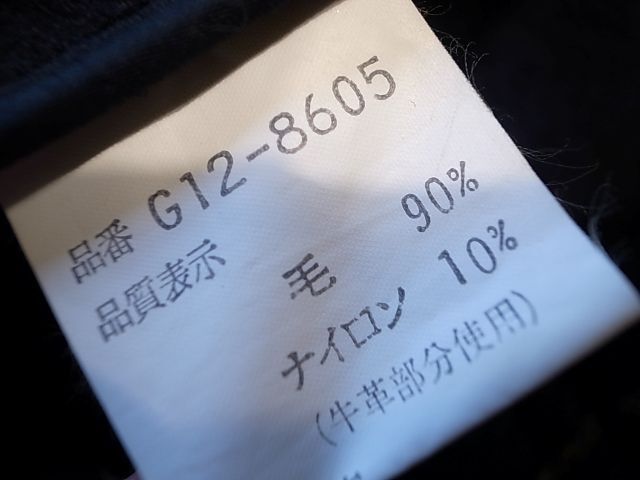 品番 G12-8605
品質表示
毛 90%
ナイロン 10%
(牛革部分使用)